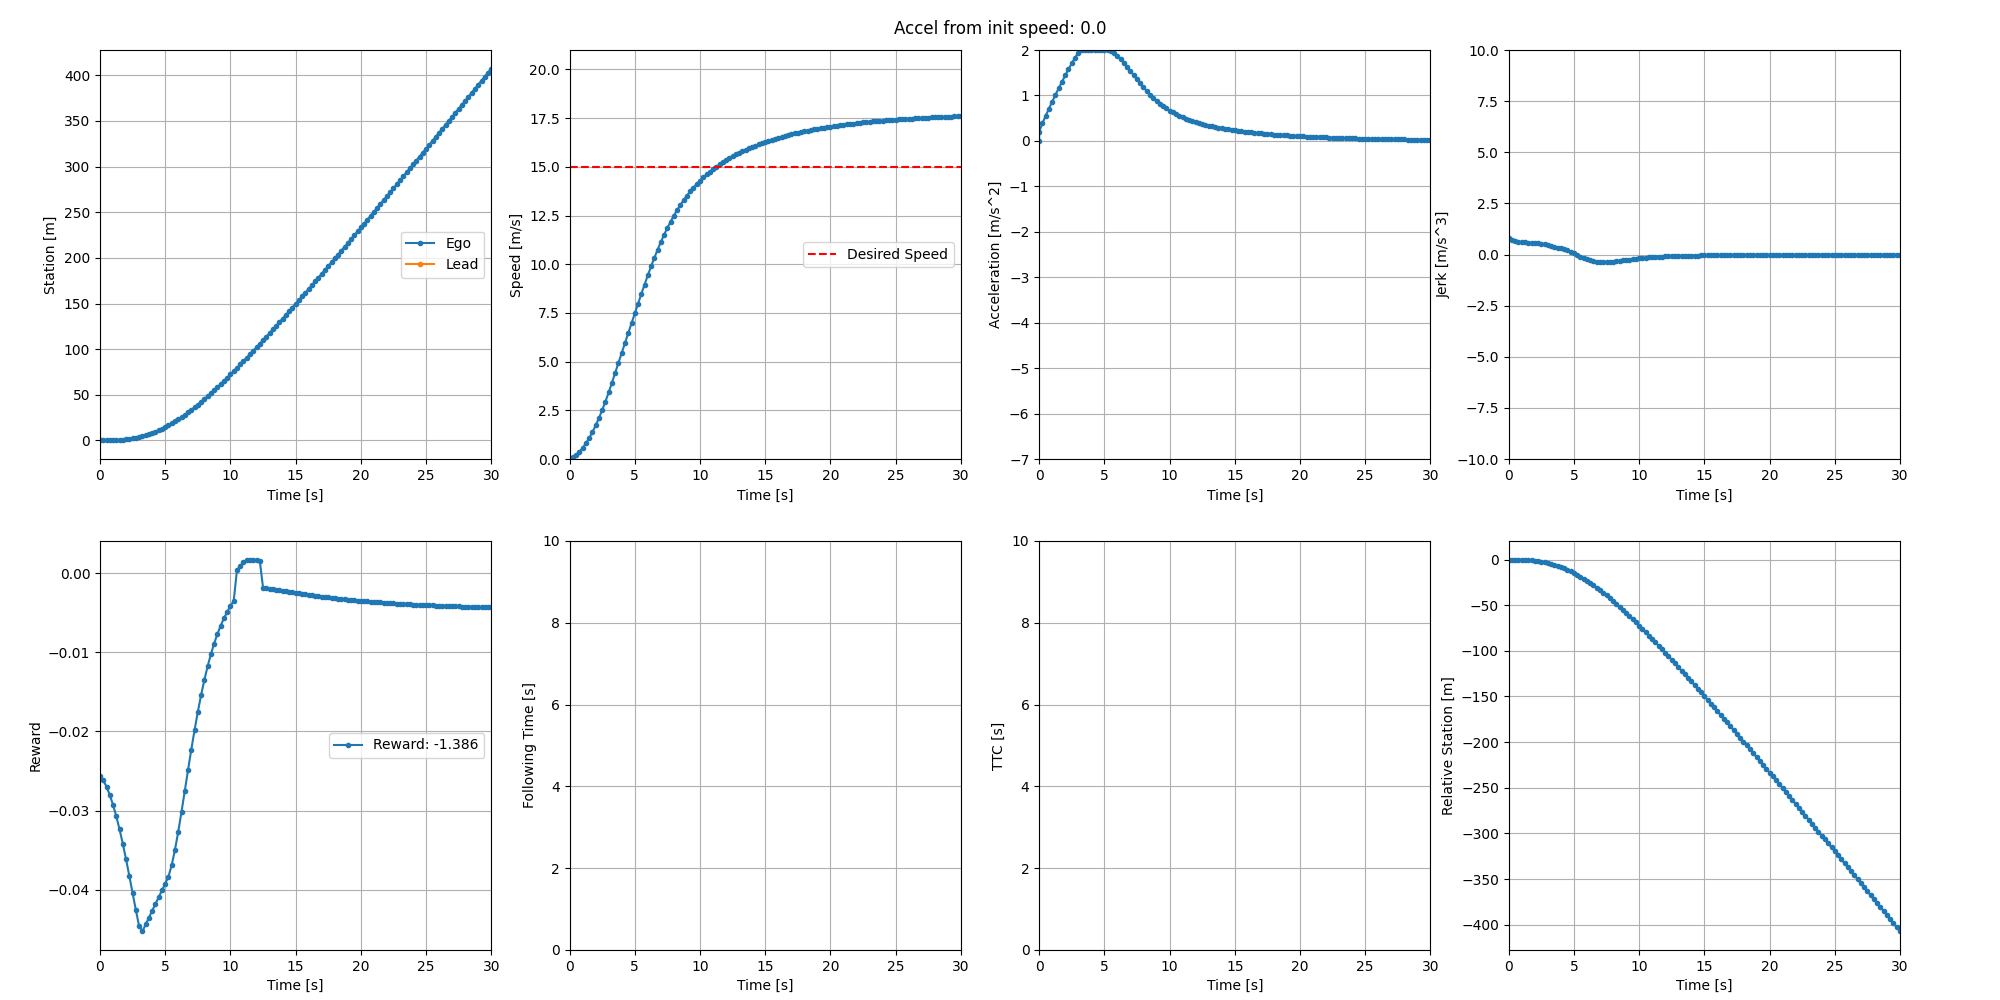 Accel from init speed: 0.0
Station [m]
400
350
300
250
200
150
100
50
0
Ego
Lead
0 5 10 15 20 25 30
Time [s]
Speed [m/s]
20.0
17.5
15.0
12.5
10.0
7.5
5.0
2.5
0.0
Desired Speed
0 5 10 15 20 25 30
Time [s]
Acceleration [m/s^2]
2
1
0
−1
−2
−3
−4
−5
−6
−7
0 5 10 15 20 25 30
Time [s]
Jerk [m/s^3]
10.0
7.5
5.0
2.5
0.0
−2.5
−5.0
−7.5
−10.0
0 5 10 15 20 25 30
Time [s]
Reward
0.00
−0.01
−0.02
−0.03
−0.04
Reward: -1.386
0 5 10 15 20 25 30
Time [s]
Following Time [s]
10
8
6
4
2
0
0 5 10 15 20 25 30
Time [s]
TTC [s]
10
8
6
4
2
0
0 5 10 15 20 25 30
Time [s]
Relative Station [m]
0
−50
−100
−150
−200
−250
−300
−350
−400
0 5 10 15 20 25 30
Time [s]